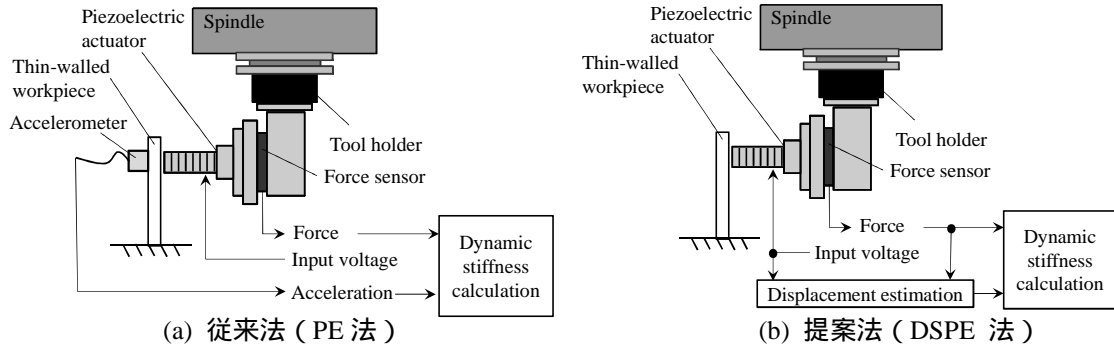 Piezoelectric
actuator
Spindle
Thin-walled
workpiece
Accelerometer
Tool holder
Force sensor
Force
Input voltage
Acceleration
Dynamic
stiffness
calculation
(a) 従来法（PE 法）
Piezoelectric
actuator
Spindle
Thin-walled
workpiece
Tool holder
Force sensor
Force
Input voltage
Displacement estimation
Dynamic
stiffness
calculation
(b) 提案法（DSPE 法）